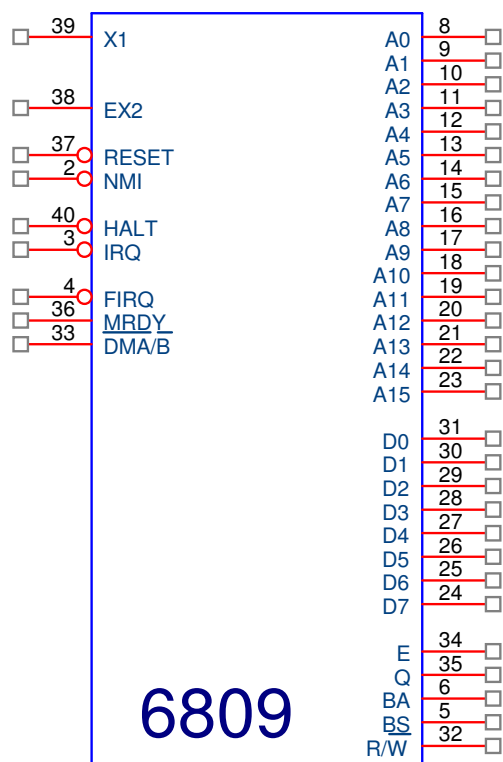 39 X1
38 EX2
37 RESET
2 NMI
40 HALT
3 IRQ
4 FIRQ
36 MRDY
33 DMA/B
A0 8
A1 9
A2 10
A3 11
A4 12
A5 13
A6 14
A7 15
A8 16
A9 17
A10 18
A11 19
A12 20
A13 21
A14 22
A15 23
D0 31
D1 30
D2 29
D3 28
D4 27
D5 26
D6 25
D7 24
E 34
Q 35
BA 6
BS 5
R/W 32
6809